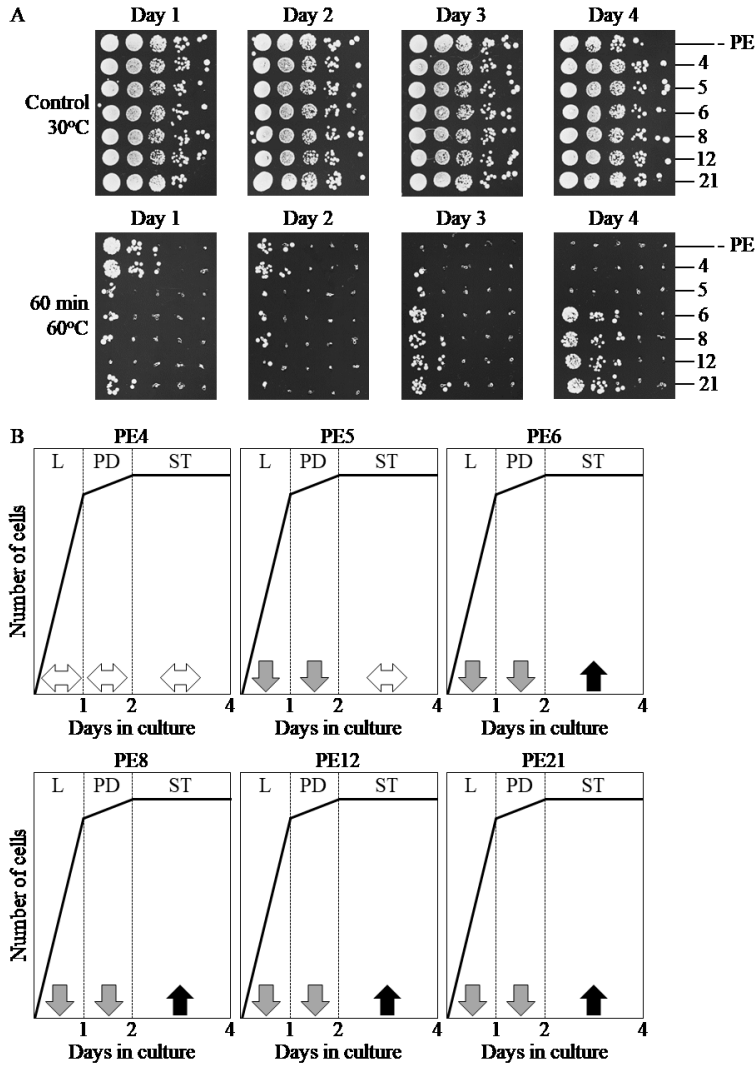 A
Day 1 Day 2 Day 3 Day 4
Control
30°C
- PE
4
5
6
8
12
21
Day 1 Day 2 Day 3 Day 4
60 min
60°C
- PE
4
5
6
8
12
21
B
PE4 PE5 PE6
L PD ST L PD ST L PD ST
Number of cells
1 2 4 1 2 4 1 2 4
Days in culture Days in culture Days in culture
PE8 PE12 PE21
L PD ST L PD ST L PD ST
Number of cells
1 2 4 1 2 4 1 2 4
Days in culture Days in culture Days in culture